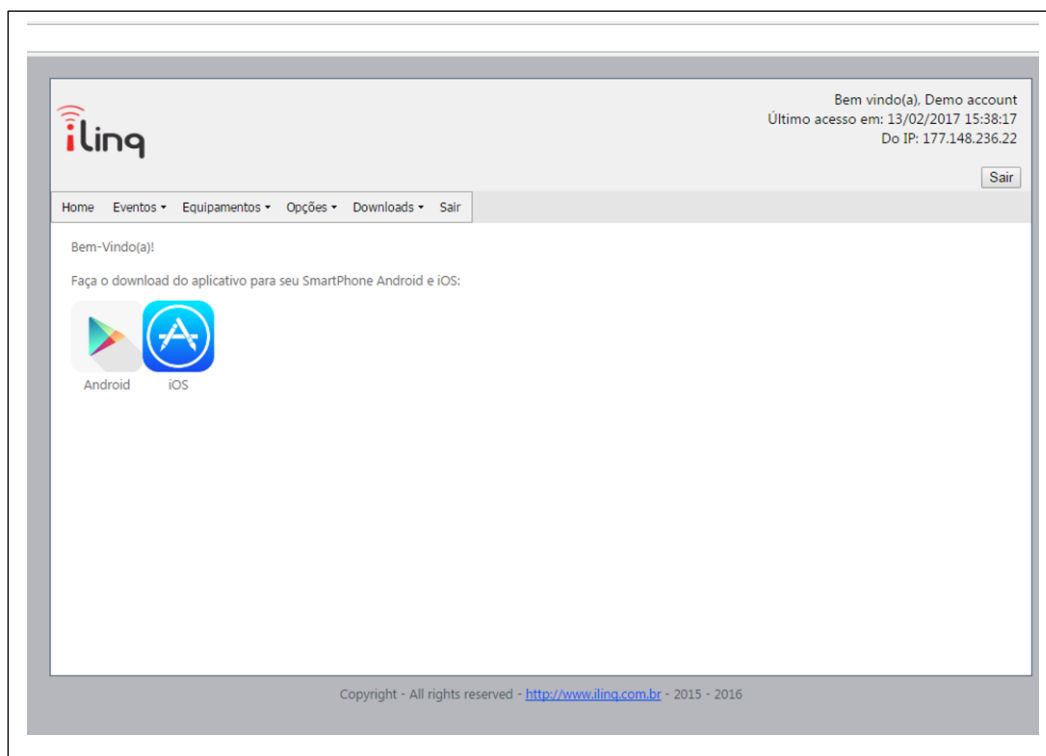 ilinq
Bem vindo(a), Demo account
Último acesso em: 13/02/2017 15:38:17
Do IP: 177.148.236.22
Sair
Home Eventos Equipamentos Opções Downloads Sair
Bem-Vindo(a)!
Faça o download do aplicativo para seu SmartPhone Android e iOS:
Android iOS
Copyright - All rights reserved - http://www.ilinq.com.br - 2015 - 2016